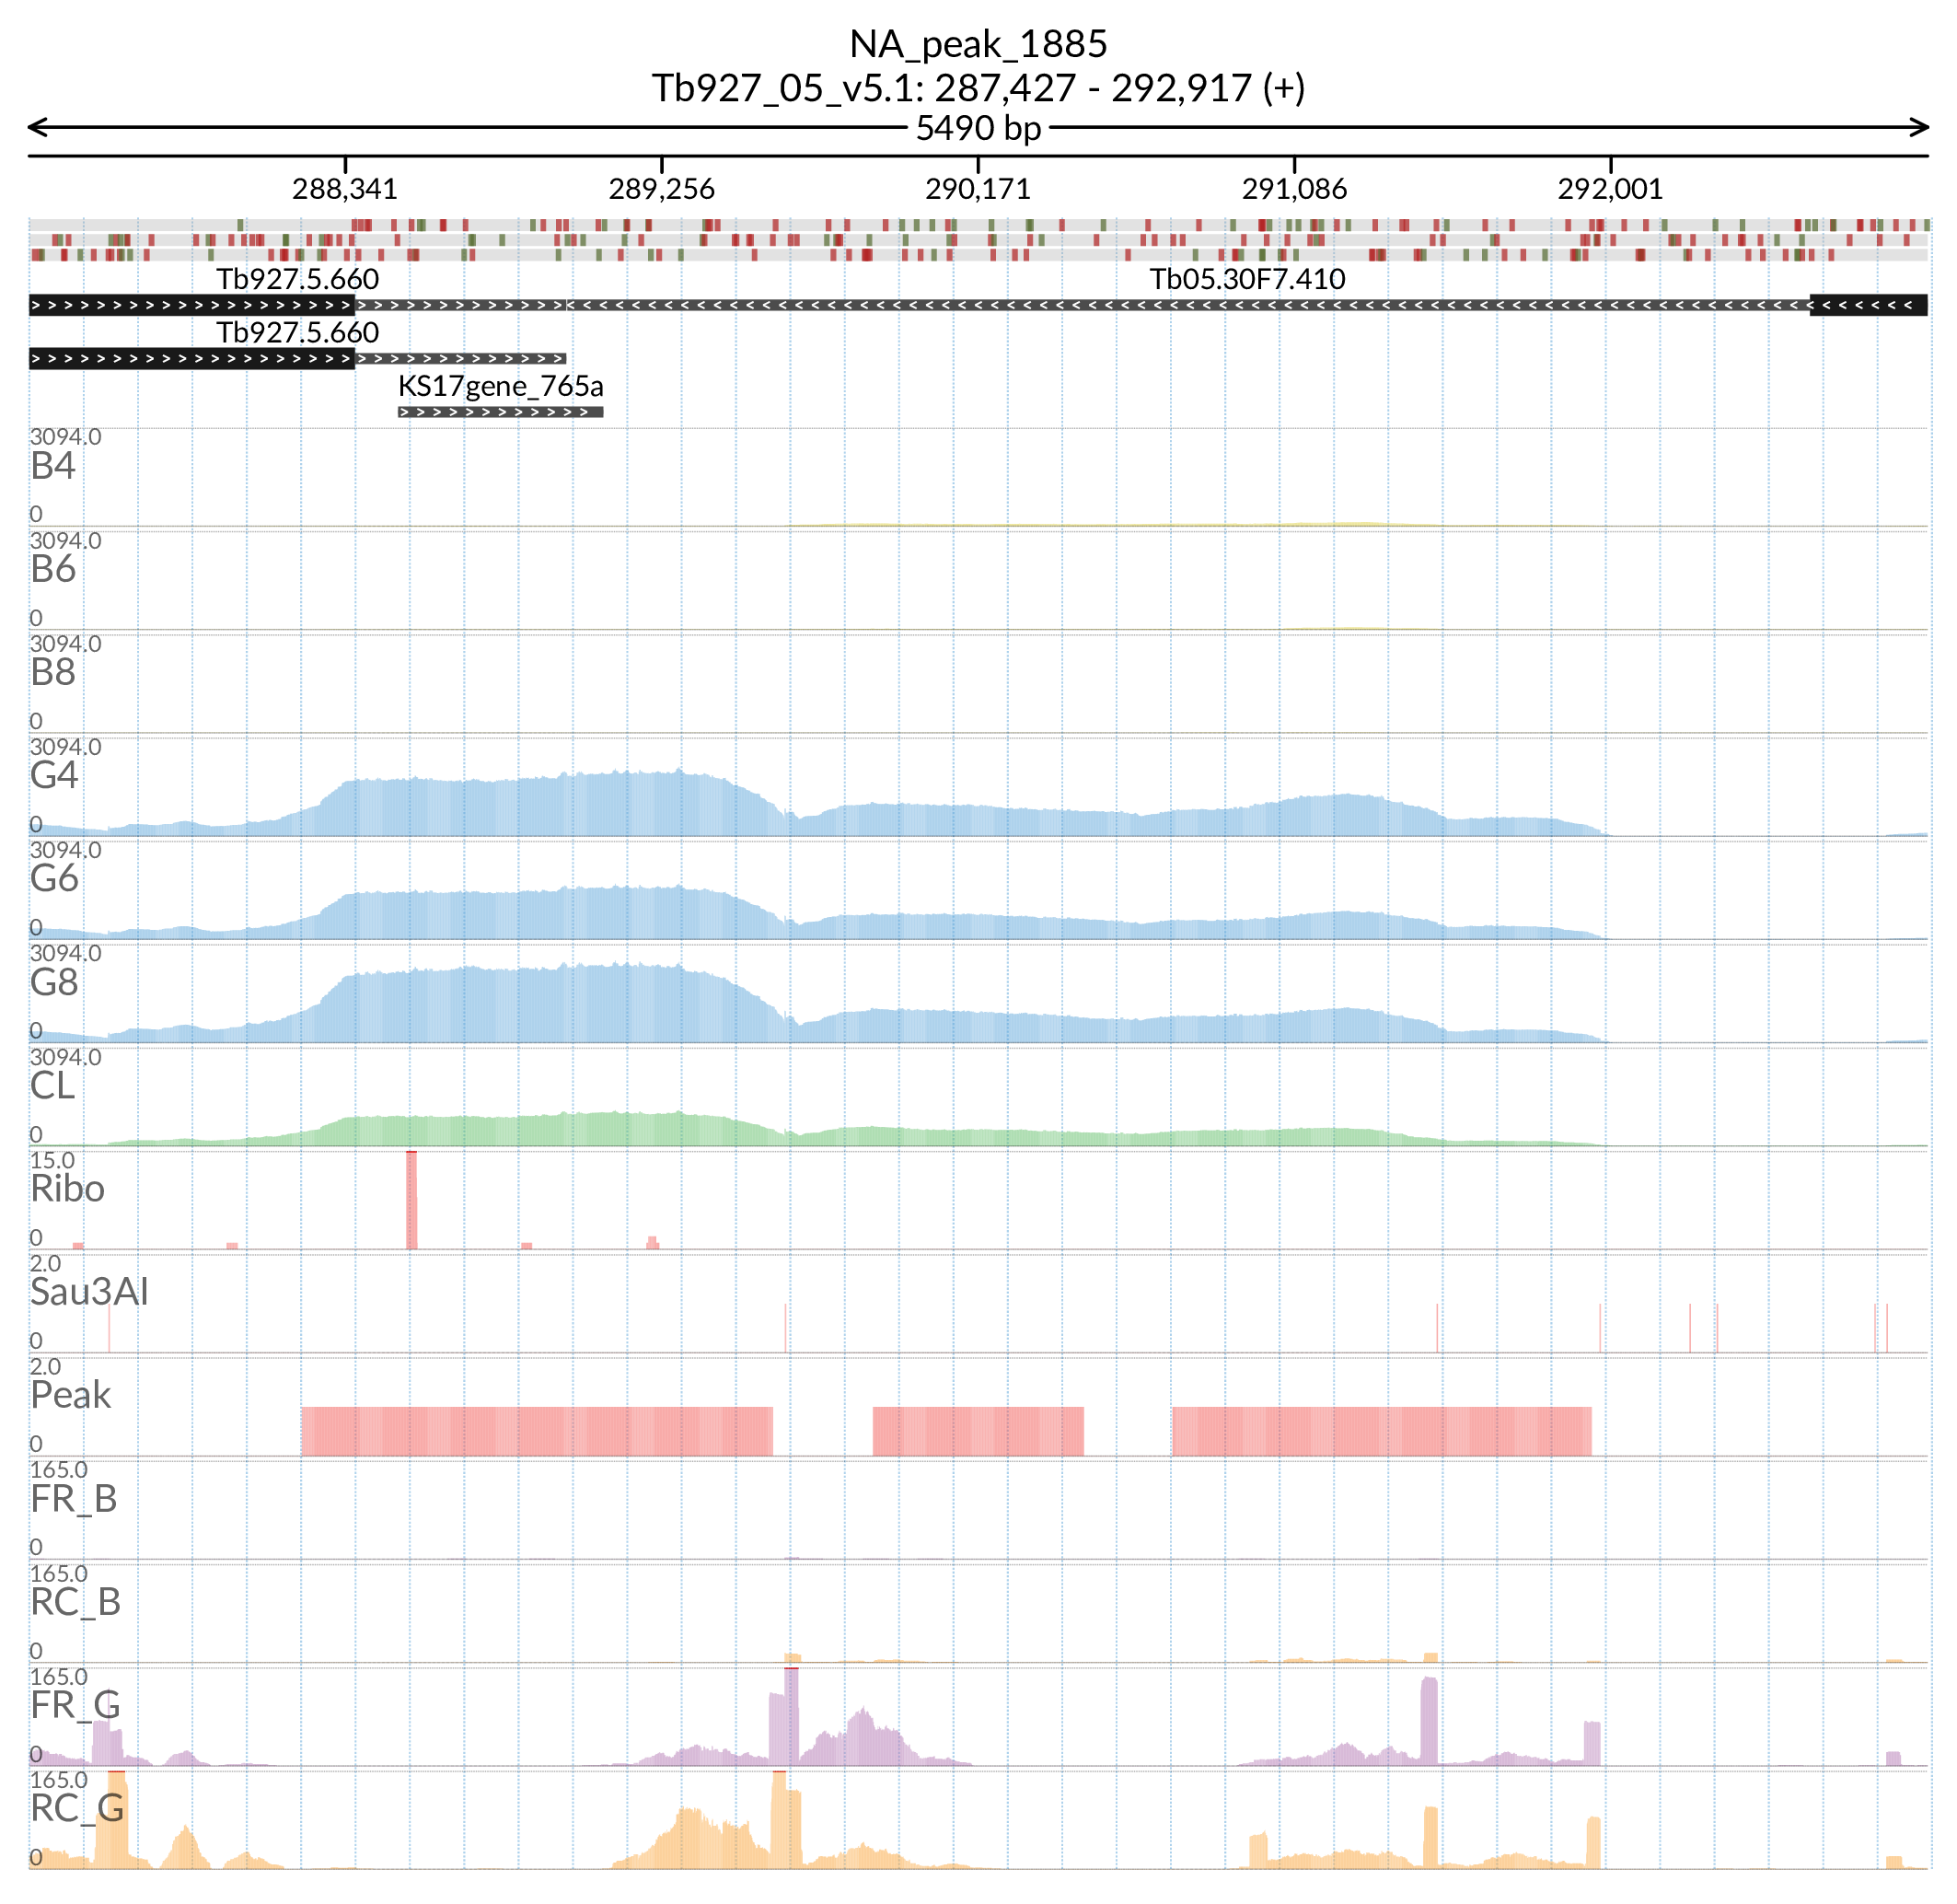 NA_peak_1885
Tb927_05_v5.1: 287,427 - 292,917 (+)
5490 bp
288,341 289,256 290,171 291,086 292,001
Tb927.5.660 Tb05.30F7.410
Tb927.5.660
KS17gene_765a
3094.0
B4
0
3094.0
B6
0
3094.0
B8
0
3094.0
G4
0
3094.0
G6
0
3094.0
G8
0
3094.0
CL
0
15.0
Ribo
0
2.0
Sau3AI
0
2.0
Peak
0
165.0
FR_B
0
165.0
RC_B
0
165.0
FR_G
0
165.0
RC_G
0